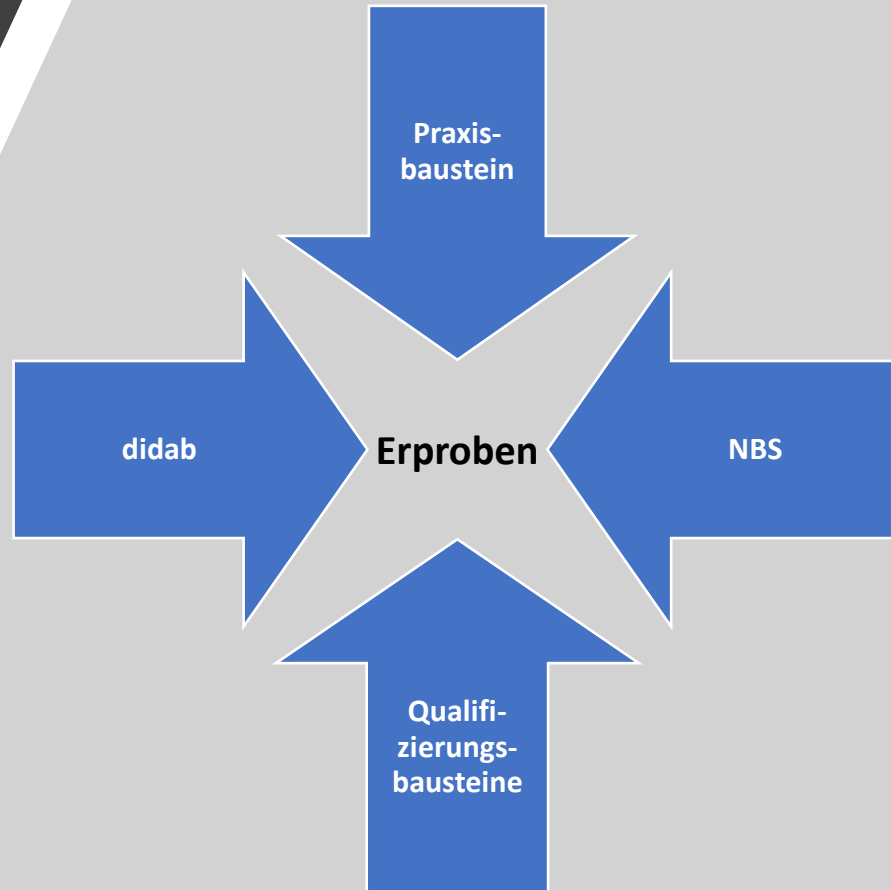 Praxis-
baustein
didab
Erproben
NBS
Qualifi-
zierungs-
bausteine